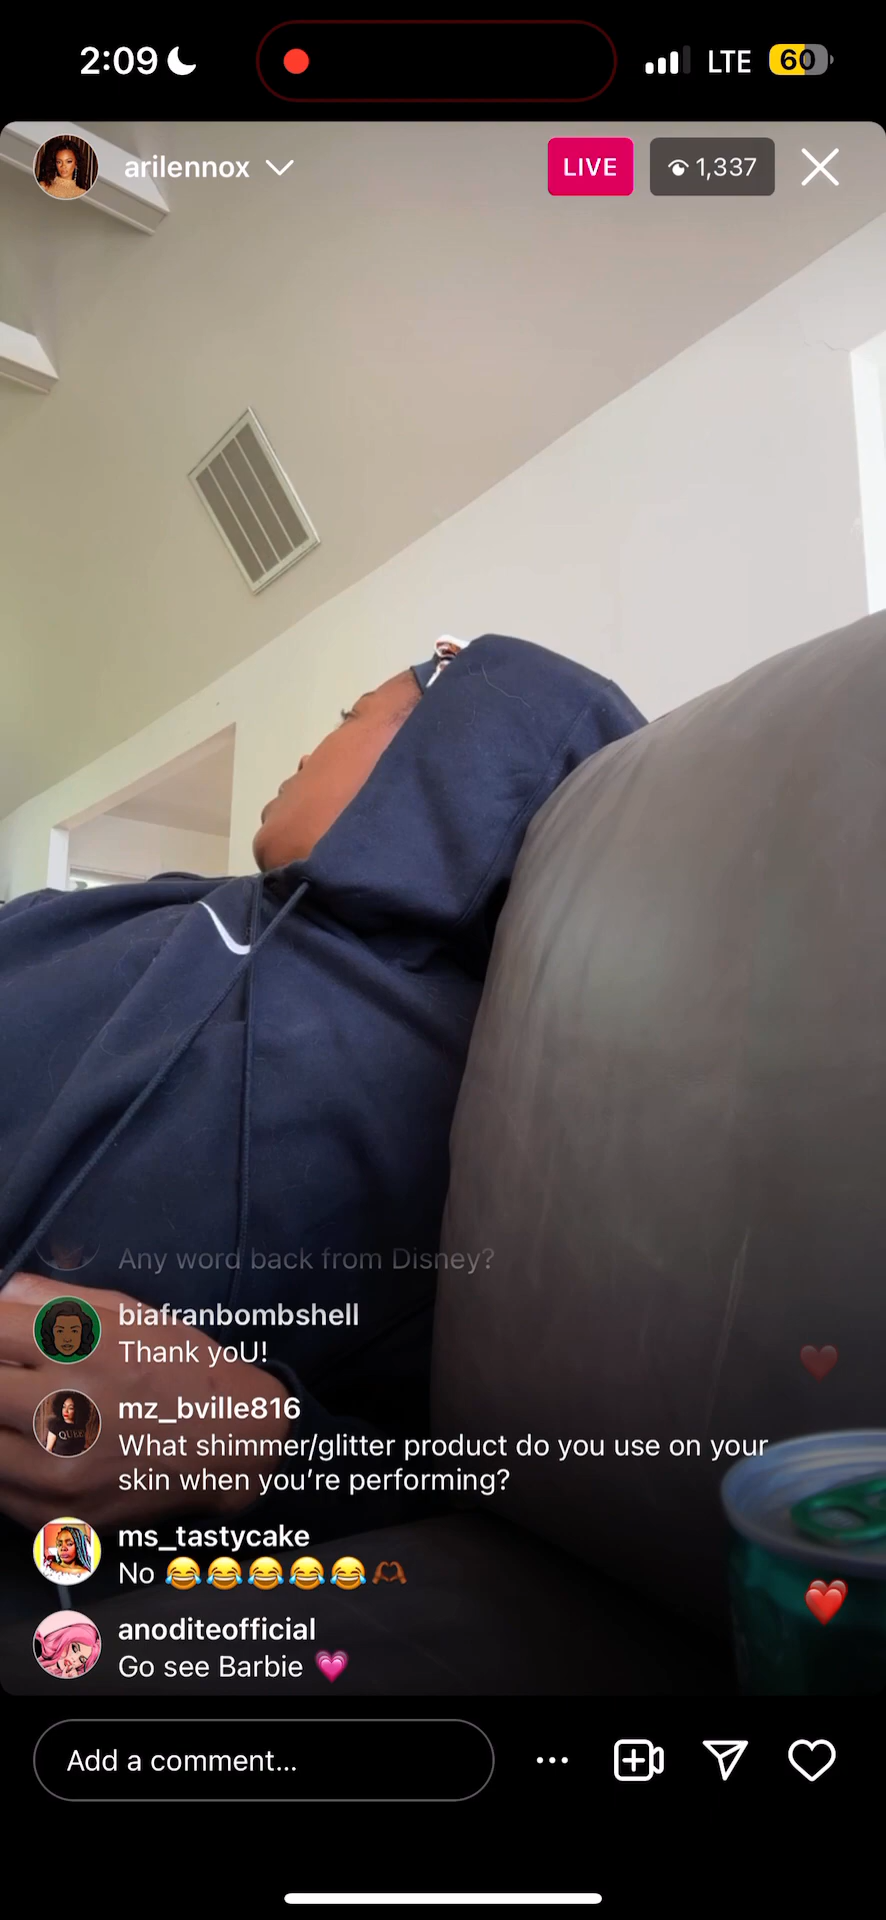 2:09
LTE
60
arilennox
LIVE
1,337
Any word back from Disney?
biafranbombshell
Thank yoU!
mz_bville816
QUEEN
What shimmer/glitter product do you use on your
skin when you’re performing?
ms_tastycake
No 😂😂😂😂😂🫶🏾
anoditeofficial
Go see Barbie 💗
Add a comment...